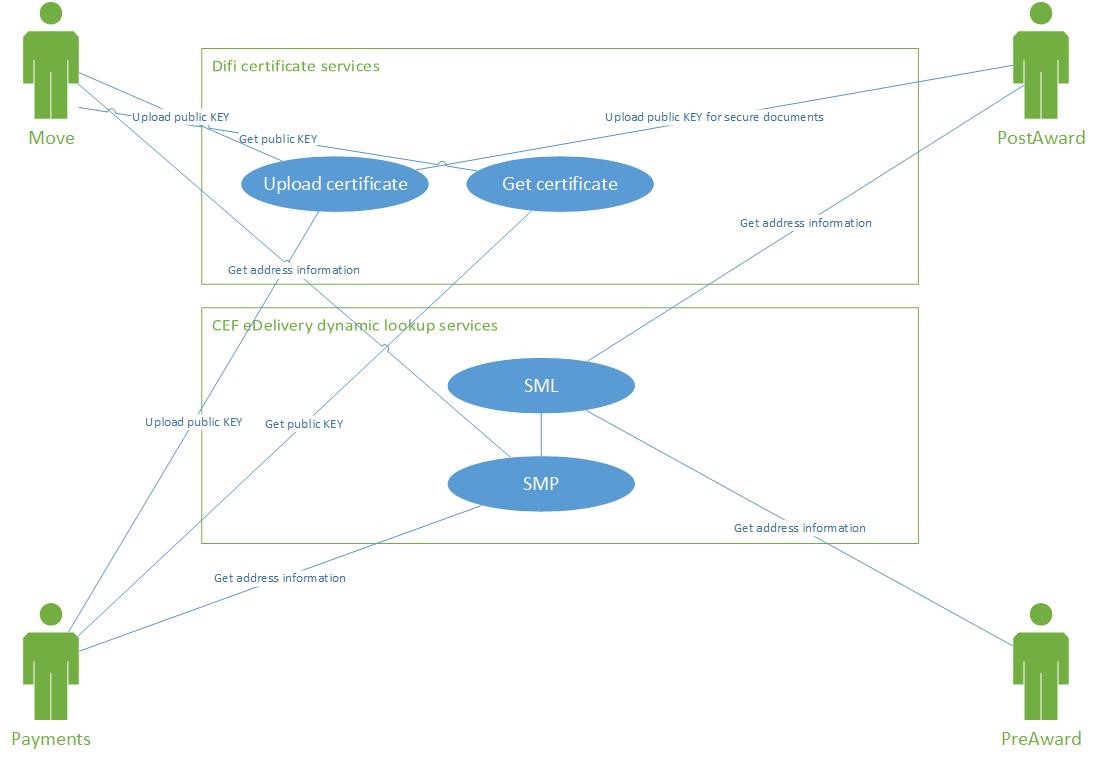 Difi certificate services
Upload public KEY
Upload public KEY for secure documents
Move
Get public KEY
PostAward
Upload certificate
Get certificate
Get address information
Get address information
CEF eDelivery dynamic lookup services
SML
Upload public KEY
Get public KEY
SMP
Get address information
Get address information
Payments
PreAward